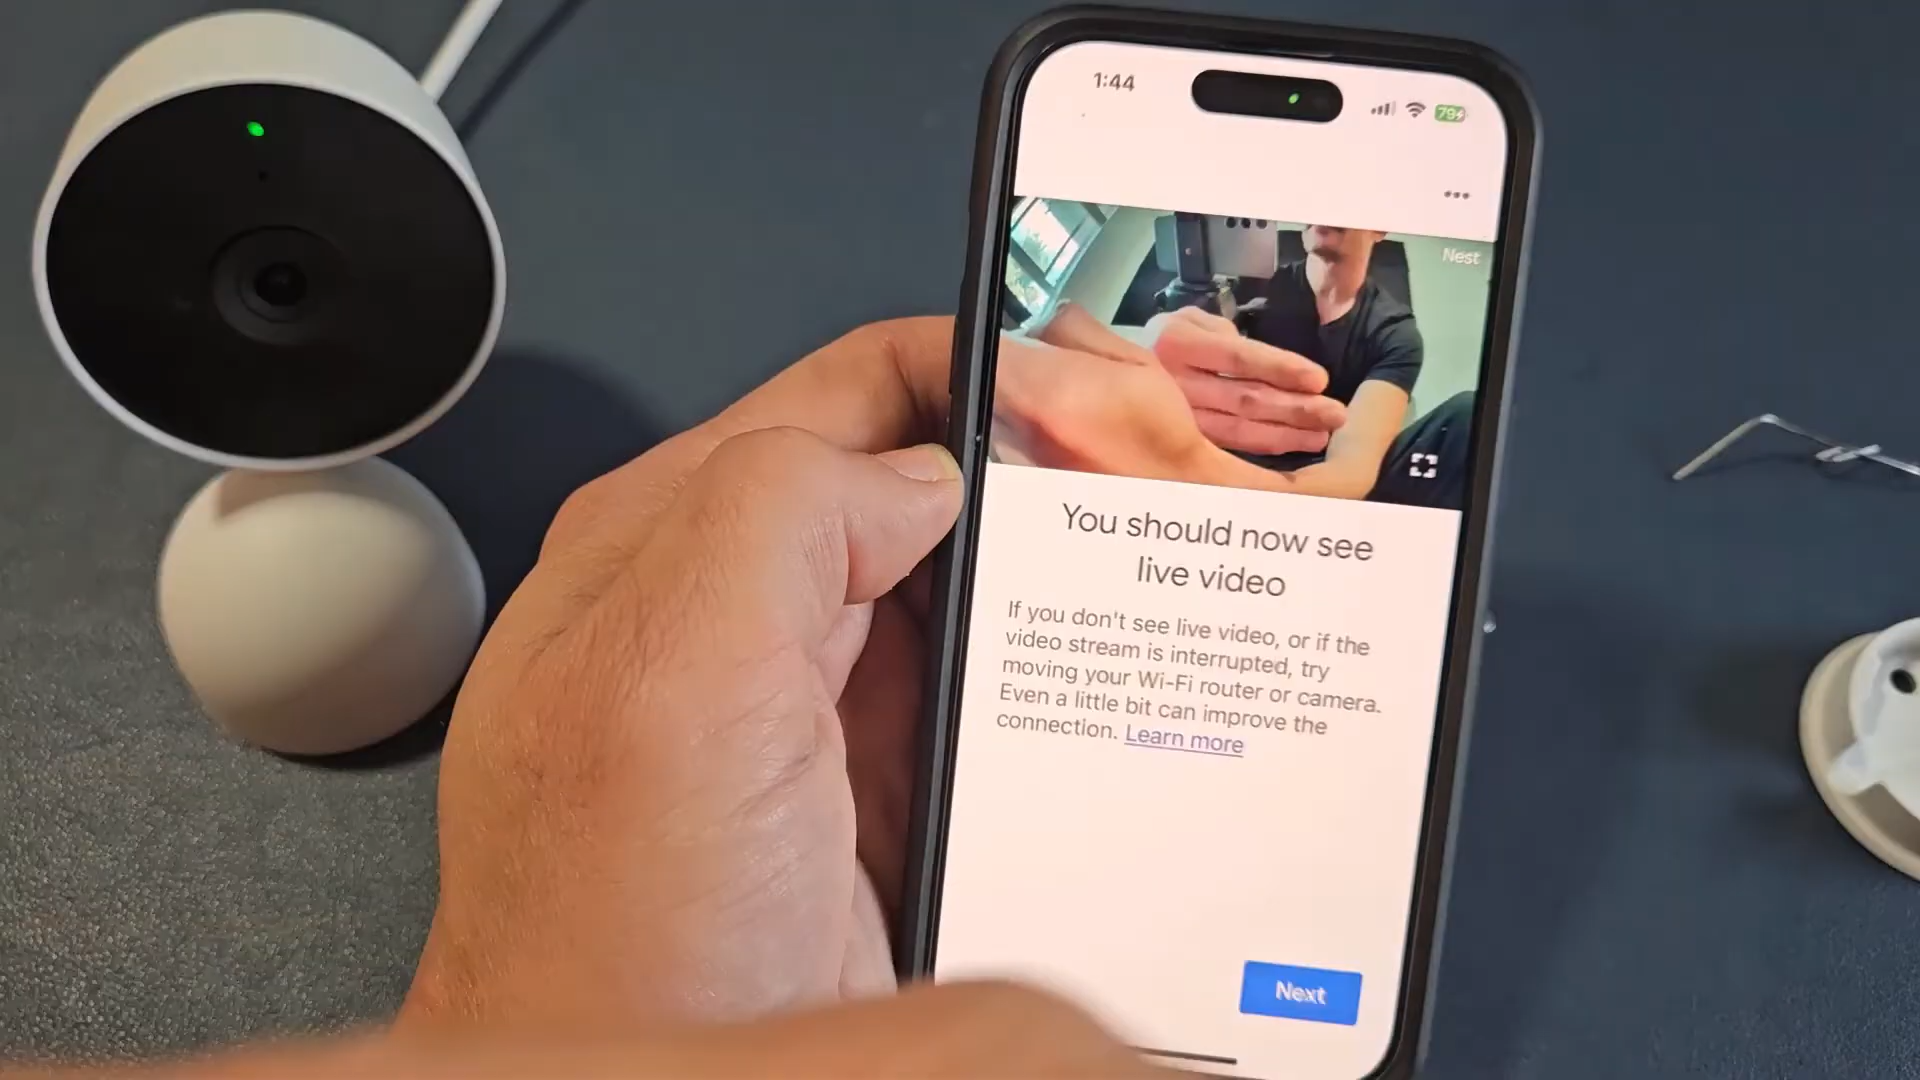 1:44
79
Nest
You should now see
live video
If you don't see live video, or if the
video stream is interrupted, try
moving your Wi-Fi router or camera.
Even a little bit can improve the
connection. Learn more
Next